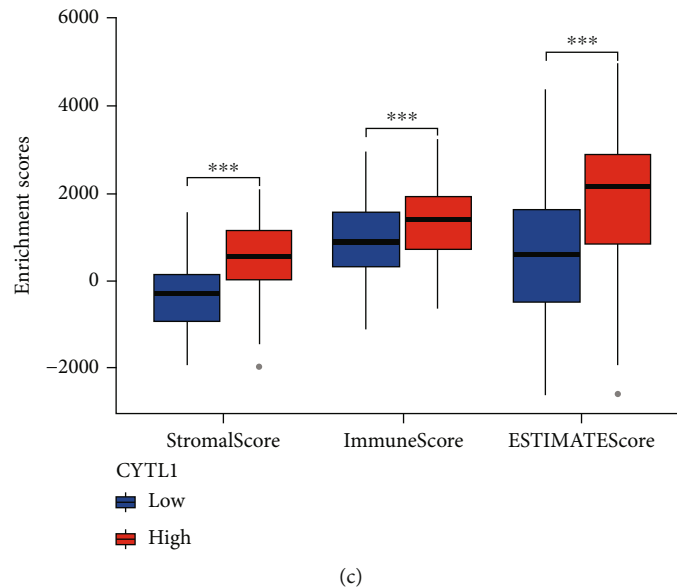 6000
***
***
4000
***
Enrichment scores
2000
0
−2000
StromalScore
ImmuneScore
ESTIMATEScore
CYTL1
Low
High
(c)